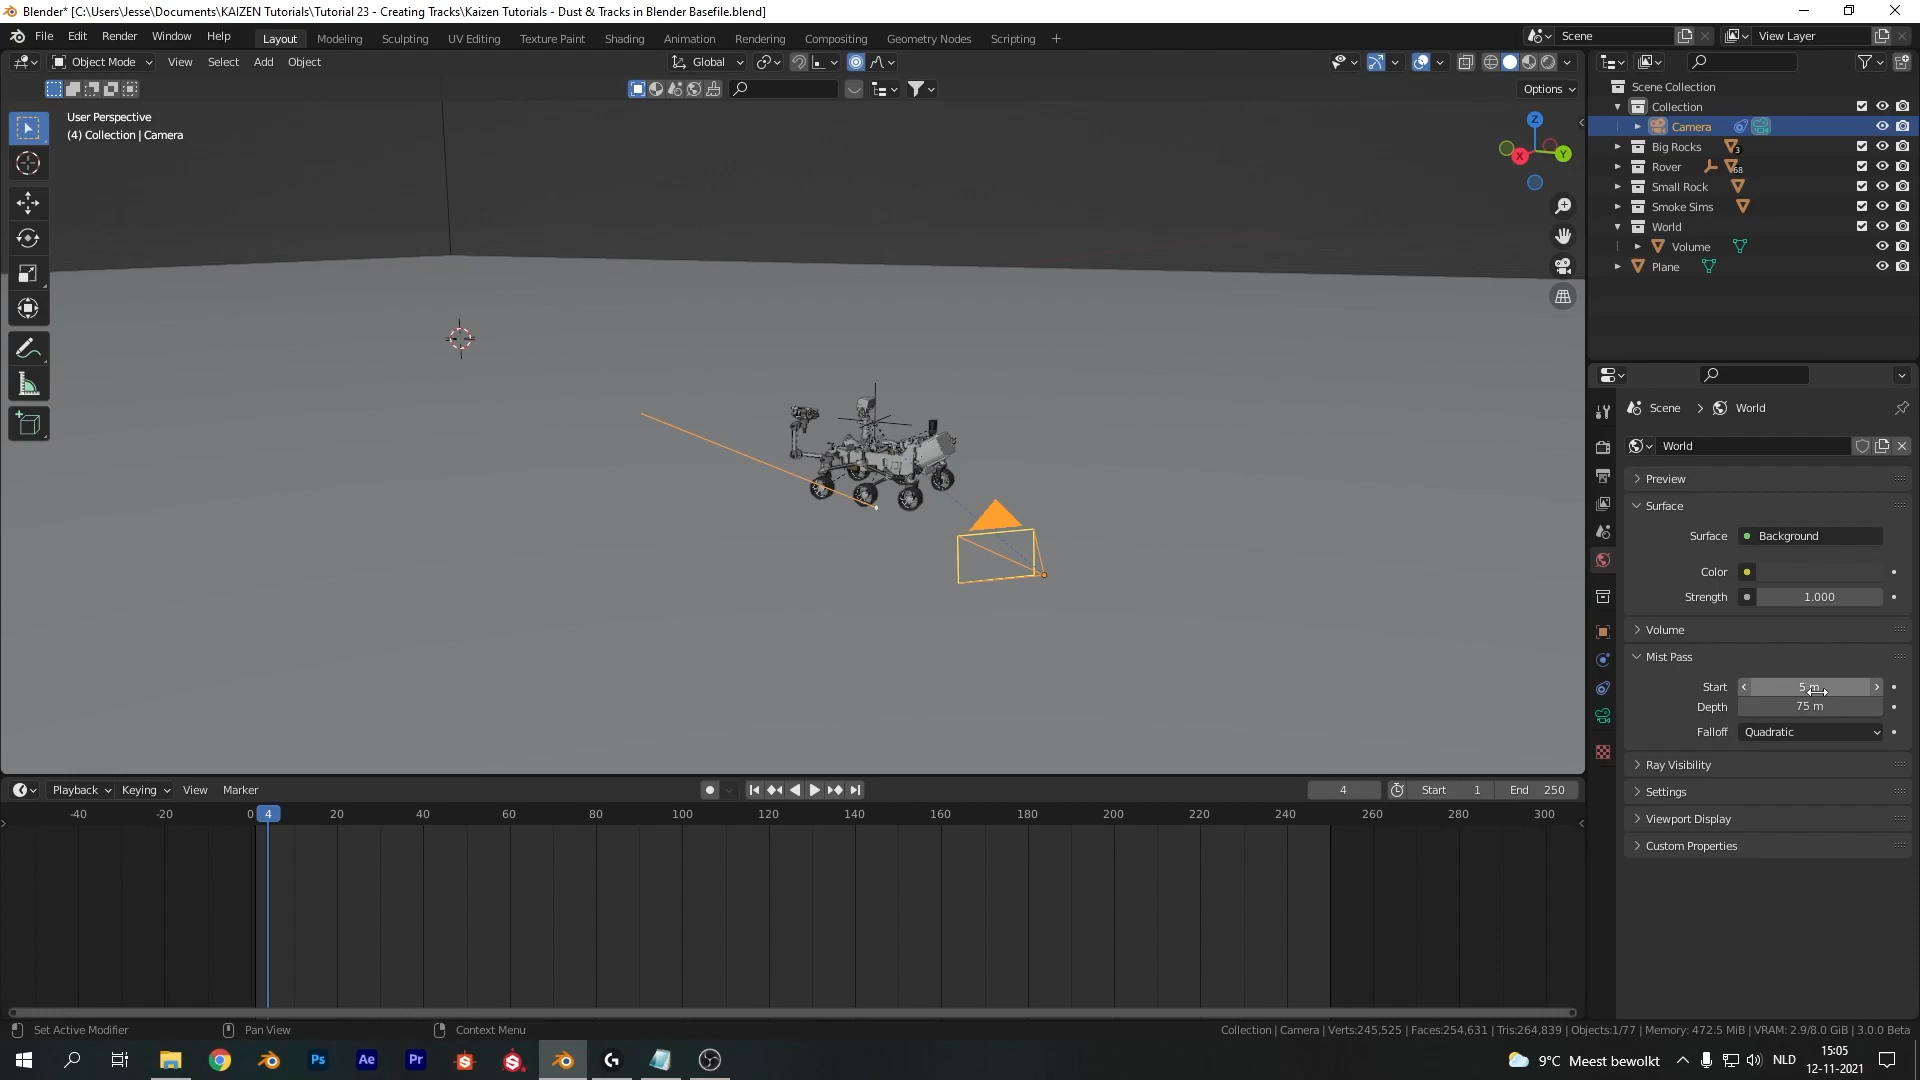 Blender* [C:\Users\Jesse\Documents\KAIZEN Tutorials\Tutorial 23 - Creating Tracks\Kaizen Tutorials - Dust & Tracks in Blender Basefile.blend]
File Edit Render Window Help
Layout Modeling Sculpting UV Editing Texture Paint Shading Animation Rendering Compositing Geometry Nodes Scripting +
Scene
View Layer
Object Mode View Select Add Object
Global
Options
User Perspective
(4) Collection | Camera
Z
X
Y
Scene Collection
Collection
Camera
Big Rocks 3
Rover 68
Small Rock
Smoke Sims
World
Volume
Plane
Scene > World
World
Preview
Surface
Surface Background
Color
Strength 1.000
Volume
Mist Pass
Start 5 m
Depth 75 m
Falloff Quadratic
Ray Visibility
Settings
Viewport Display
Custom Properties
Playback Keying View Marker
4
Start 1
End 250
-40 -20 0 4 20 40 60 80 100 120 140 160 180 200 220 240 260 280 300
Set Active Modifier
Pan View
Context Menu
Collection | Camera | Verts:245,525 | Faces:254,631 | Tris:264,839 | Objects:1/77 | Memory: 472.5 MiB | VRAM: 2.9/8.0 GiB | 3.0.0 Beta
Ps Ae Pr
9°C Meest bewolkt
NLD
15:05
12-11-2021